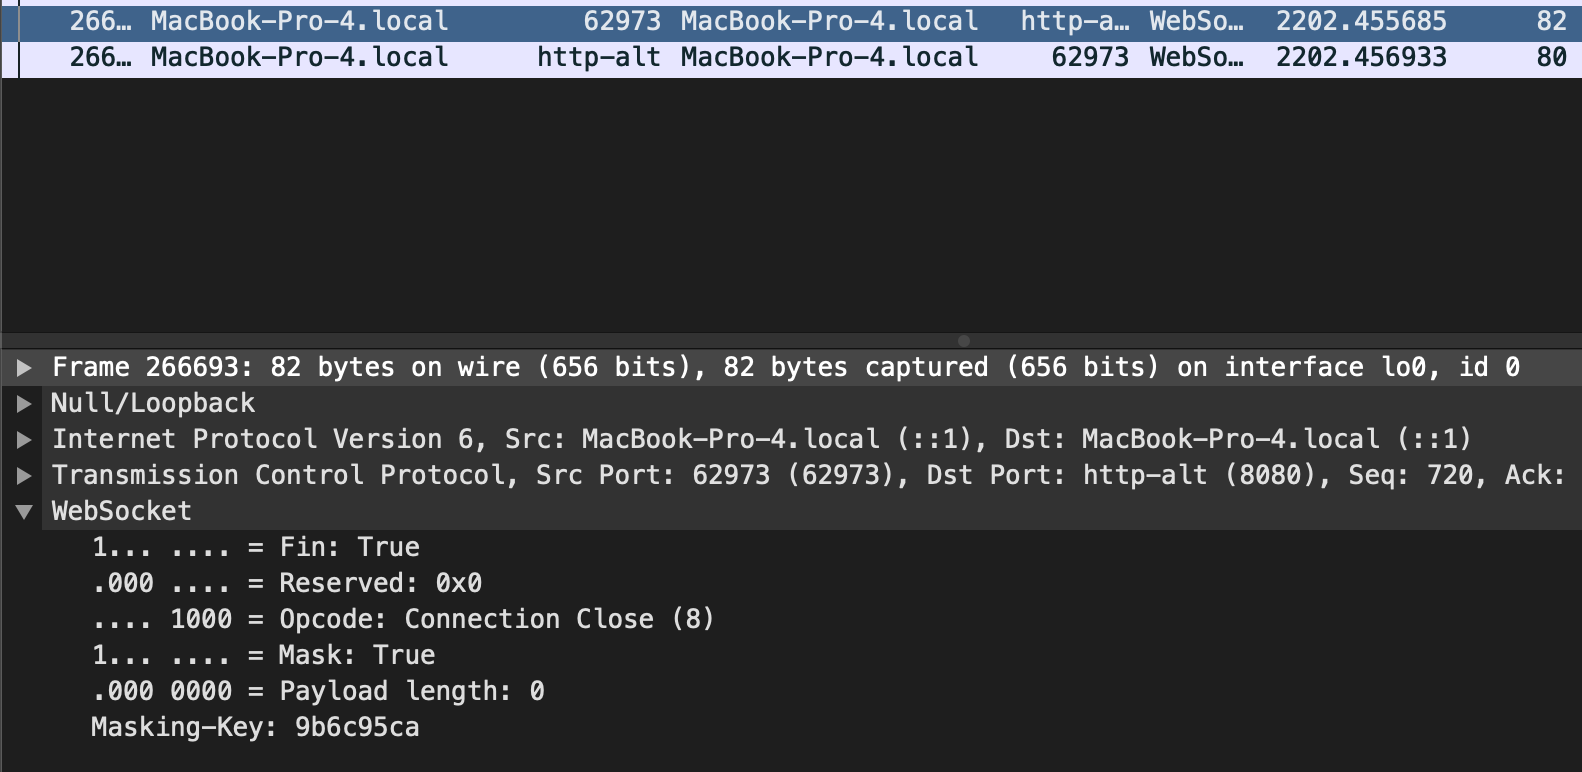 266… MacBook-Pro-4.local 62973 MacBook-Pro-4.local http-a… WebSo… 2202.455685 82
266… MacBook-Pro-4.local http-alt MacBook-Pro-4.local 62973 WebSo… 2202.456933 80
Frame 266693: 82 bytes on wire (656 bits), 82 bytes captured (656 bits) on interface lo0, id 0
Null/Loopback
Internet Protocol Version 6, Src: MacBook-Pro-4.local (::1), Dst: MacBook-Pro-4.local (::1)
Transmission Control Protocol, Src Port: 62973 (62973), Dst Port: http-alt (8080), Seq: 720, Ack:
WebSocket
1... .... = Fin: True
.000 .... = Reserved: 0x0
.... 1000 = Opcode: Connection Close (8)
1... .... = Mask: True
.000 0000 = Payload length: 0
Masking-Key: 9b6c95ca